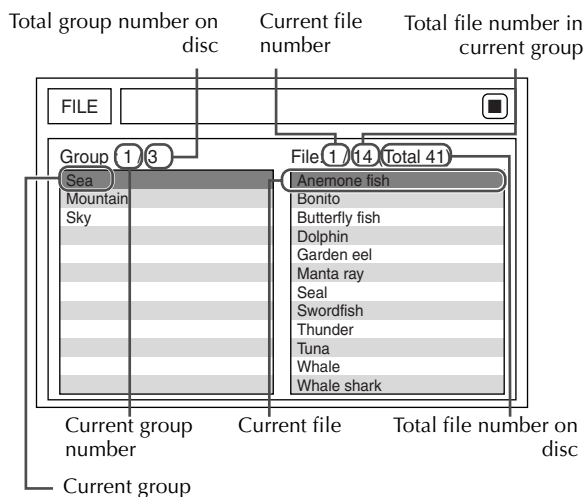 Total group number on
disc
Current file
number
Total file number in
current group
FILE
Group 1 / 3
File 1 / 14 (Total 41)
Sea
Mountain
Sky
Anemone fish
Bonito
Butterfly fish
Dolphin
Garden eel
Manta ray
Seal
Swordfish
Thunder
Tuna
Whale
Whale shark
Current group
number
Current file
Total file number on
disc
Current group